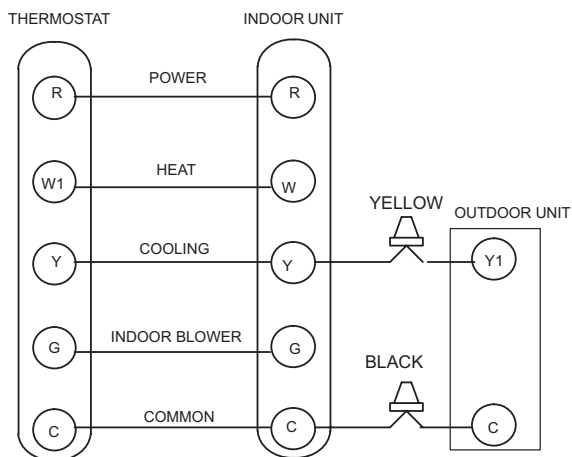 THERMOSTAT
INDOOR UNIT
R
POWER
R
W1
HEAT
W
YELLOW
OUTDOOR UNIT
Y
COOLING
Y
Y1
G
INDOOR BLOWER
G
BLACK
C
COMMON
C
C